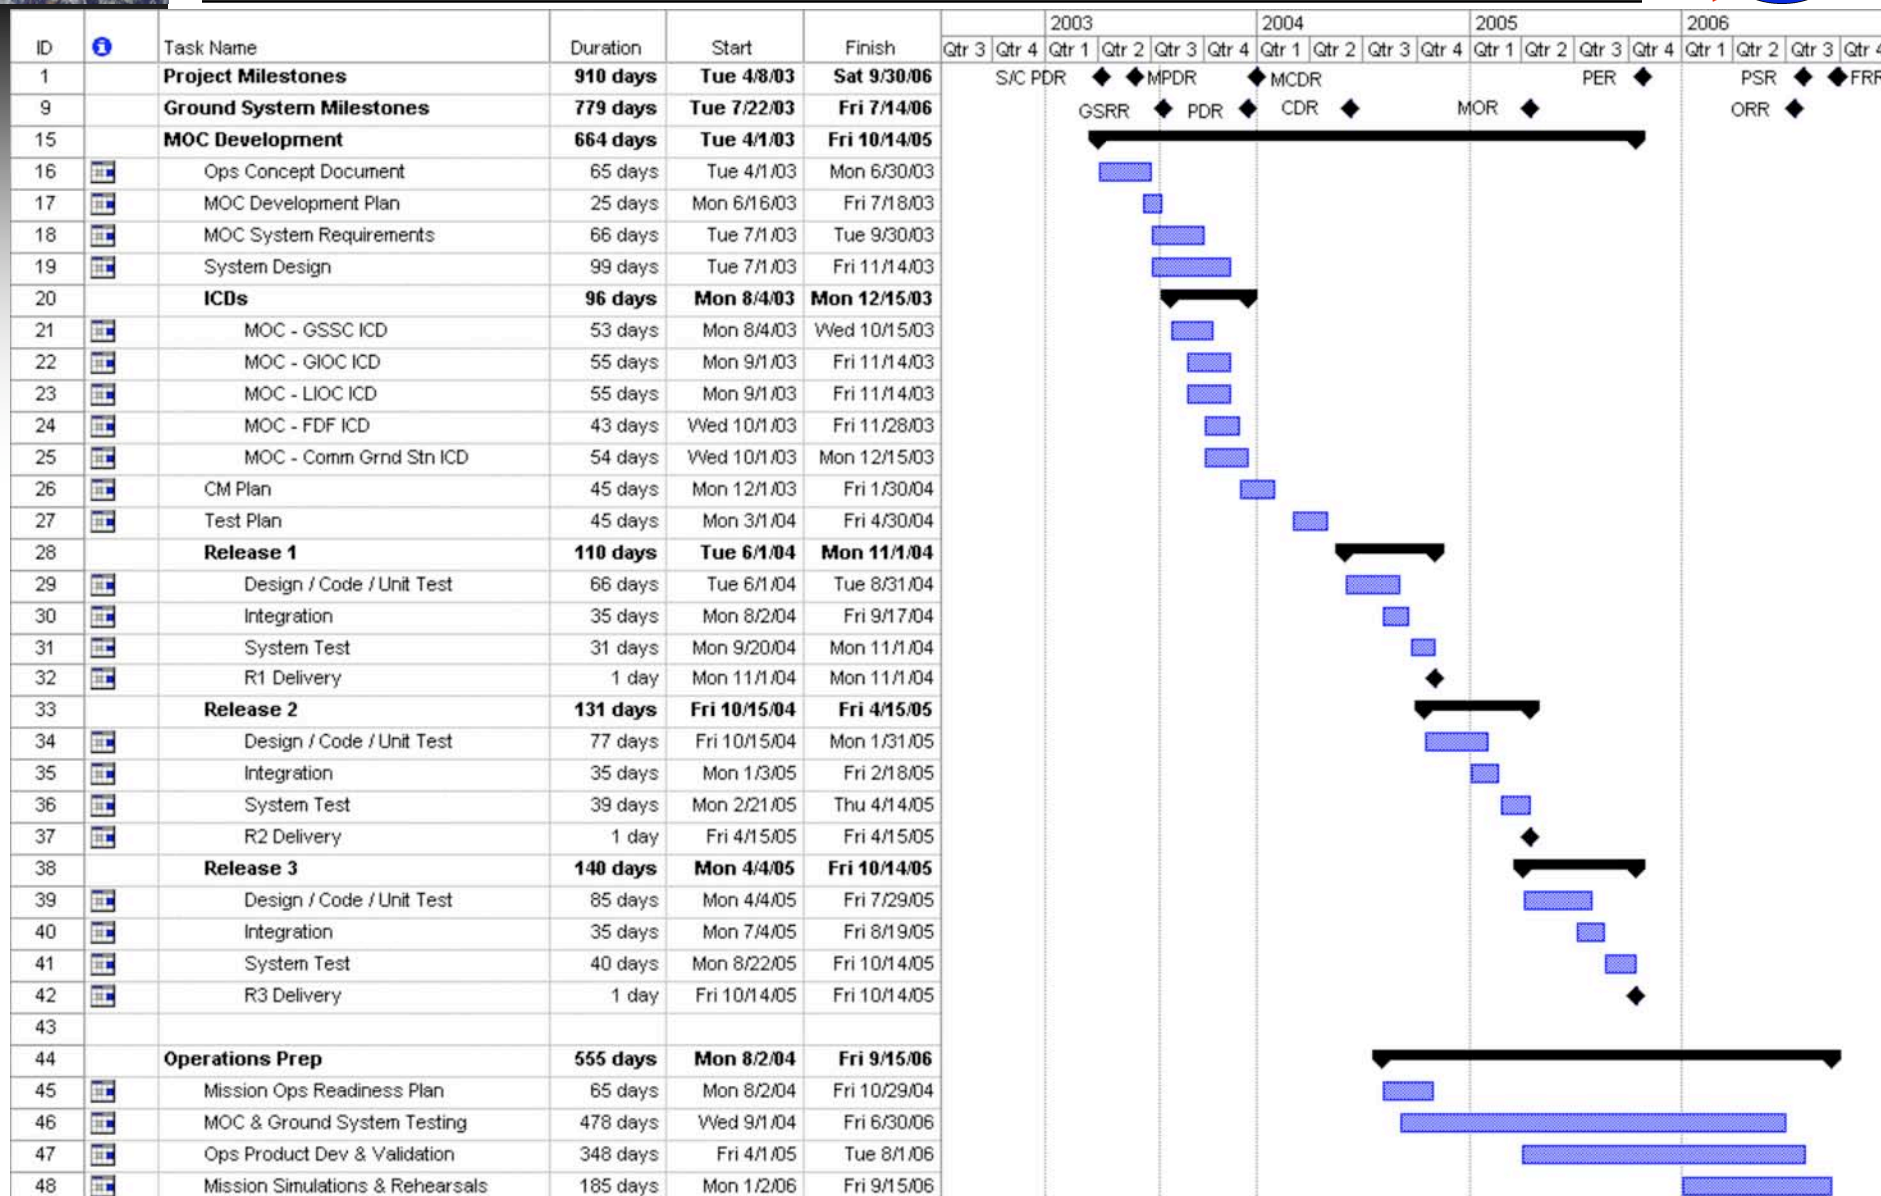 2003 2004 2005 2006
ID Task Name Duration Start Finish Qtr 3 Qtr 4 Qtr 1 Qtr 2 Qtr 3 Qtr 4 Qtr 1 Qtr 2 Qtr 3 Qtr 4 Qtr 1 Qtr 2 Qtr 3 Qtr 4 Qtr 1 Qtr 2 Qtr 3 Qtr 4
1 Project Milestones 910 days Tue 4/8/03 Sat 9/30/06 S/C PDR MPDR MCDR PER PSR FRR
9 Ground System Milestones 779 days Tue 7/22/03 Fri 7/14/06 GSRR PDR CDR MOR ORR
15 MOC Development 664 days Tue 4/1/03 Fri 10/14/05
16 Ops Concept Document 65 days Tue 4/1/03 Mon 6/30/03
17 MOC Development Plan 25 days Mon 6/16/03 Fri 7/18/03
18 MOC System Requirements 66 days Tue 7/1/03 Tue 9/30/03
19 System Design 99 days Tue 7/1/03 Fri 11/14/03
20 ICDs 96 days Mon 8/4/03 Mon 12/15/03
21 MOC - GSSC ICD 53 days Mon 8/4/03 Wed 10/15/03
22 MOC - GIOC ICD 55 days Mon 9/1/03 Fri 11/14/03
23 MOC - LIOC ICD 55 days Mon 9/1/03 Fri 11/14/03
24 MOC - FDF ICD 43 days Wed 10/1/03 Fri 11/28/03
25 MOC - Comm Grnd Stn ICD 54 days Wed 10/1/03 Mon 12/15/03
26 CM Plan 45 days Mon 12/1/03 Fri 1/30/04
27 Test Plan 45 days Mon 3/1/04 Fri 4/30/04
28 Release 1 110 days Tue 6/1/04 Mon 11/1/04
29 Design / Code / Unit Test 66 days Tue 6/1/04 Tue 8/31/04
30 Integration 35 days Mon 8/2/04 Fri 9/17/04
31 System Test 31 days Mon 9/20/04 Mon 11/1/04
32 R1 Delivery 1 day Mon 11/1/04 Mon 11/1/04
33 Release 2 131 days Fri 10/15/04 Fri 4/15/05
34 Design / Code / Unit Test 77 days Fri 10/15/04 Mon 1/31/05
35 Integration 35 days Mon 1/3/05 Fri 2/18/05
36 System Test 39 days Mon 2/21/05 Thu 4/14/05
37 R2 Delivery 1 day Fri 4/15/05 Fri 4/15/05
38 Release 3 140 days Mon 4/4/05 Fri 10/14/05
39 Design / Code / Unit Test 85 days Mon 4/4/05 Fri 7/29/05
40 Integration 35 days Mon 7/4/05 Fri 8/19/05
41 System Test 40 days Mon 8/22/05 Fri 10/14/05
42 R3 Delivery 1 day Fri 10/14/05 Fri 10/14/05
43
44 Operations Prep 555 days Mon 8/2/04 Fri 9/15/06
45 Mission Ops Readiness Plan 65 days Mon 8/2/04 Fri 10/29/04
46 MOC & Ground System Testing 478 days Wed 9/1/04 Fri 6/30/06
47 Ops Product Dev & Validation 348 days Fri 4/1/05 Tue 8/1/06
48 Mission Simulations & Rehearsals 185 days Mon 1/2/06 Fri 9/15/06